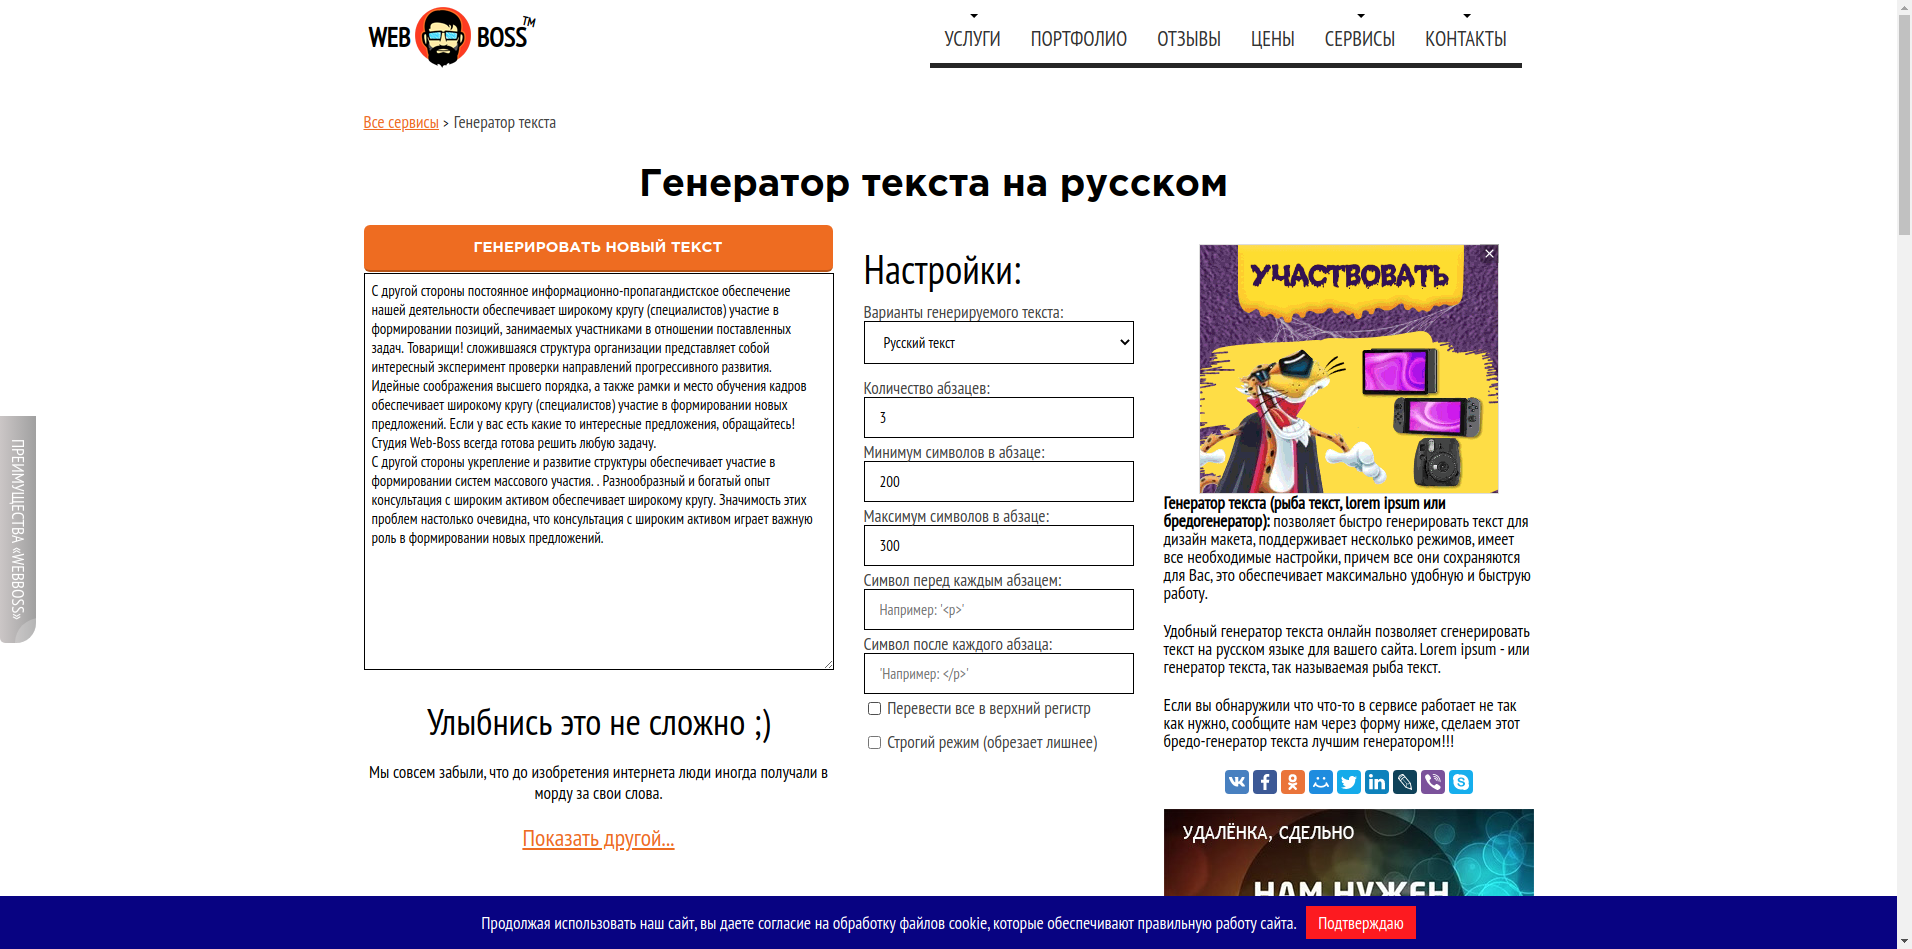 WEB BOSS™
УСЛУГИ ПОРТФОЛИО ОТЗЫВЫ ЦЕНЫ СЕРВИСЫ КОНТАКТЫ
Все сервисы > Генератор текста
Генератор текста на русском
ГЕНЕРИРОВАТЬ НОВЫЙ ТЕКСТ
С другой стороны постоянное информационно-пропагандистское обеспечение
нашей деятельности обеспечивает широкому кругу (специалистов) участие в
формировании позиций, занимаемых участниками в отношении поставленных
задач. Товарищи! сложившаяся структура организации представляет собой
интересный эксперимент проверки направлений прогрессивного развития.
Идейные соображения высшего порядка, а также рамки и место обучения кадров
обеспечивает широкому кругу (специалистов) участие в формировании новых
предложений. Если у вас есть какие то интересные предложения, обращайтесь!
Студия Web-Boss всегда готова решить любую задачу.
С другой стороны укрепление и развитие структуры обеспечивает участие в
формировании систем массового участия. . Разнообразный и богатый опыт
консультация с широким активом обеспечивает широкому кругу. Значимость этих
проблем настолько очевидна, что консультация с широким активом играет важную
роль в формировании новых предложений.
Улыбнись это не сложно ;)
Мы совсем забыли, что до изобретения интернета люди иногда получали в
морду за свои слова.
Показать другой...
Настройки:
Варианты генерируемого текста:
Русский текст
Количество абзацев:
3
Минимум символов в абзаце:
200
Максимум символов в абзаце:
300
Символ перед каждым абзацем:
Например: '<p>'
Символ после каждого абзаца:
'Например: </p>'
Перевести все в верхний регистр
Строгий режим (обрезает лишнее)
УЧАСТВОВАТЬ
Генератор текста (рыба текст, lorem ipsum или
бредогенератор): позволяет быстро генерировать текст для
дизайн макета, поддерживает несколько режимов, имеет
все необходимые настройки, причем все они сохраняются
для Вас, это обеспечивает максимально удобную и быструю
работу.
Удобный генератор текста онлайн позволяет сгенерировать
текст на русском языке для вашего сайта. Lorem ipsum - или
генератор текста, так называемая рыба текст.
Если вы обнаружили что что-то в сервисе работает не так
как нужно, сообщите нам через форму ниже, сделаем этот
бредо-генератор текста лучшим генератором!!!
УДАЛЁНКА, СДЕЛЬНО
НАМ НУЖЕН
ПРЕИМУЩЕСТВА «WEBBOSS»
Продолжая использовать наш сайт, вы даете согласие на обработку файлов cookie, которые обеспечивают правильную работу сайта. Подтверждаю